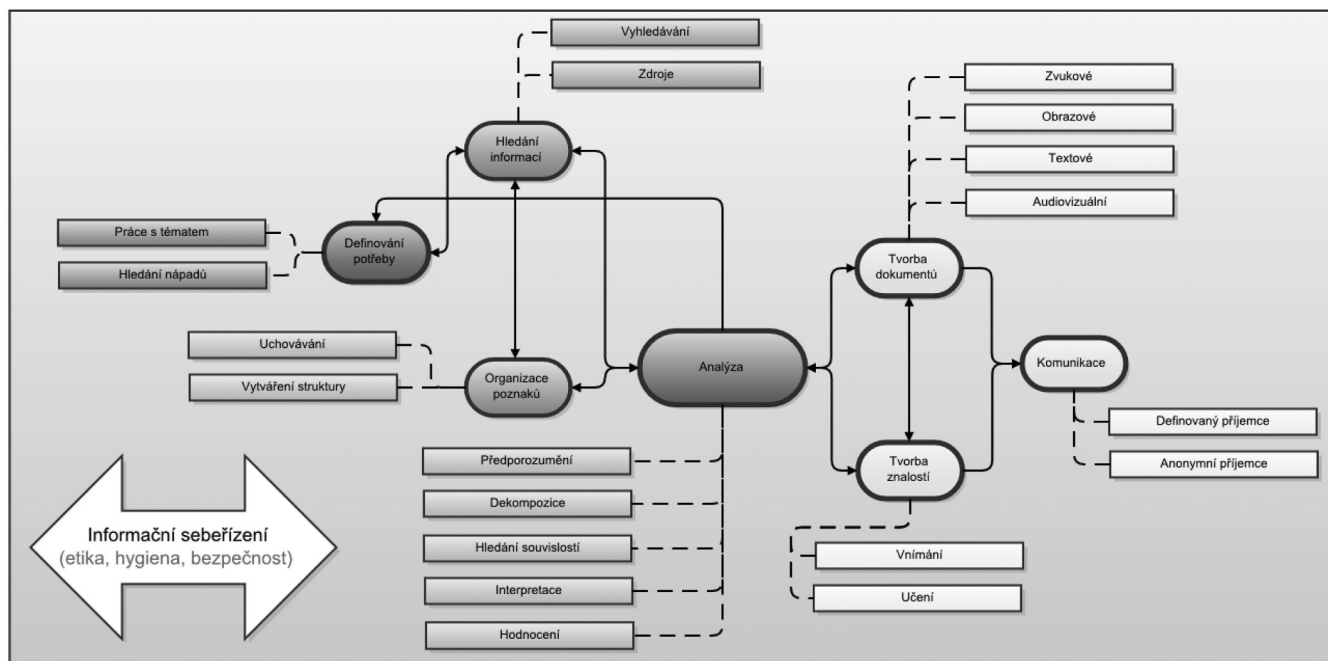 Vyhledávání
Zdroje
Hledání
informací
Zvukové
Obrazové
Textové
Audiovizuální
Práce s tématem
Hledání nápadů
Definování
potřeby
Tvorba
dokumentů
Uchovávání
Vytváření struktury
Organizace
poznaků
Analýza
Komunikace
Definovaný příjemce
Anonymní příjemce
Předporozumění
Dekompozice
Hledání souvislostí
Interpretace
Hodnocení
Tvorba
znalostí
Vnímání
Učení
Informační sebeřízení
(etika, hygiena, bezpečnost)